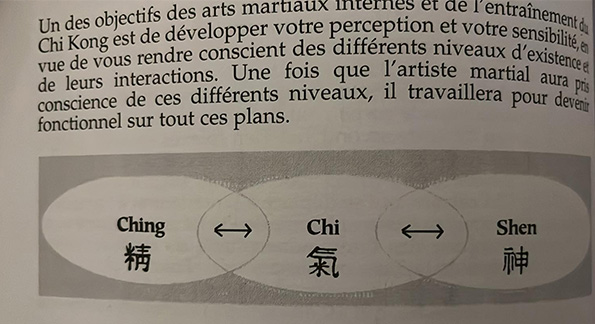 Un des objectifs des arts martiaux internes et de l'entraînement du
Chi Kong est de développer votre perception et votre sensibilité, en
vue de vous rendre conscient des différents niveaux d'existence et
de leurs interactions. Une fois que l'artiste martial aura pris
conscience de ces différents niveaux, il travaillera pour devenir
fonctionnel sur tout ces plans.
Ching ↔ Chi ↔ Shen
精 氣 神